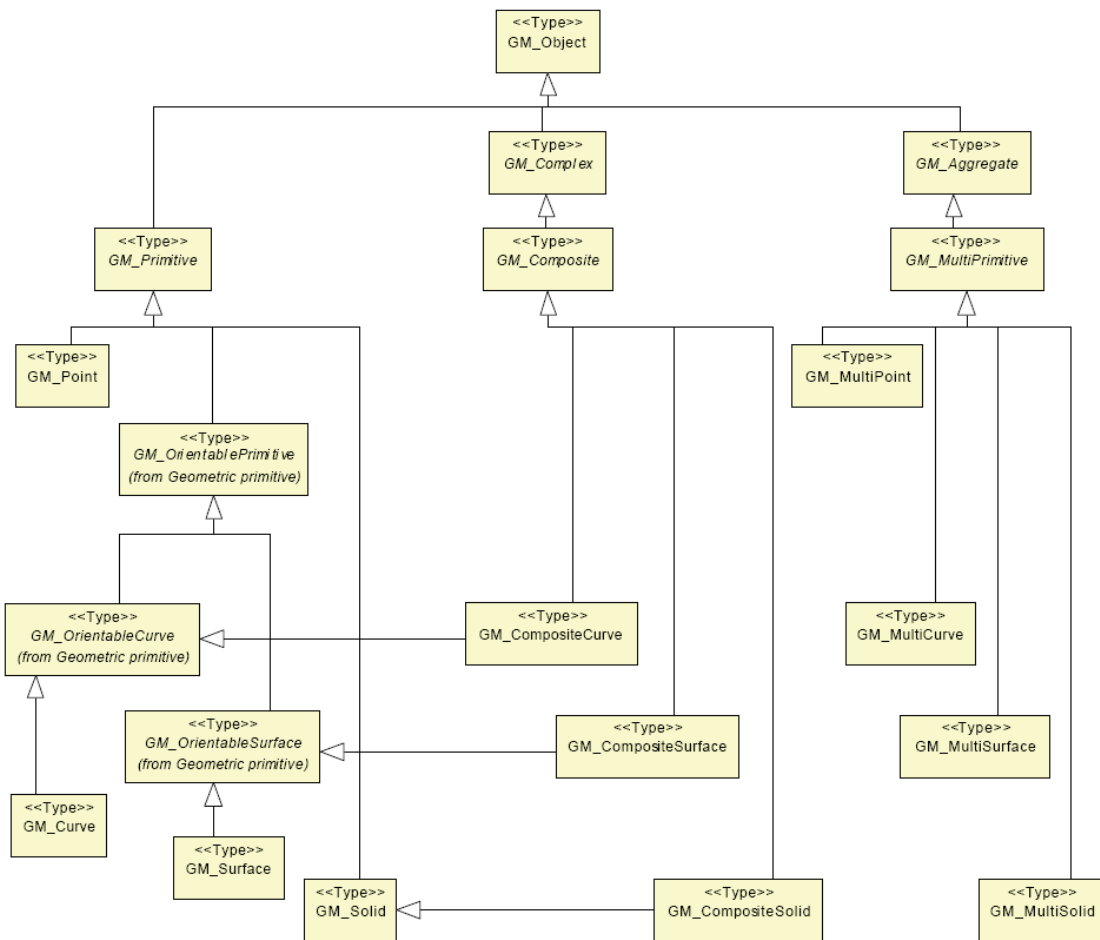 <<Type>>
GM_Object
<<Type>>
GM_Complex
<<Type>>
GM_Aggregate
<<Type>>
GM_Primitive
<<Type>>
GM_Composite
<<Type>>
GM_MultiPrimitive
<<Type>>
GM_Point
<<Type>>
GM_MultiPoint
<<Type>>
GM_OrientablePrimitive
(from Geometric primitive)
<<Type>>
GM_OrientableCurve
(from Geometric primitive)
<<Type>>
GM_CompositeCurve
<<Type>>
GM_MultiCurve
<<Type>>
GM_OrientableSurface
(from Geometric primitive)
<<Type>>
GM_CompositeSurface
<<Type>>
GM_MultiSurface
<<Type>>
GM_Curve
<<Type>>
GM_Surface
<<Type>>
GM_Solid
<<Type>>
GM_CompositeSolid
<<Type>>
GM_MultiSolid